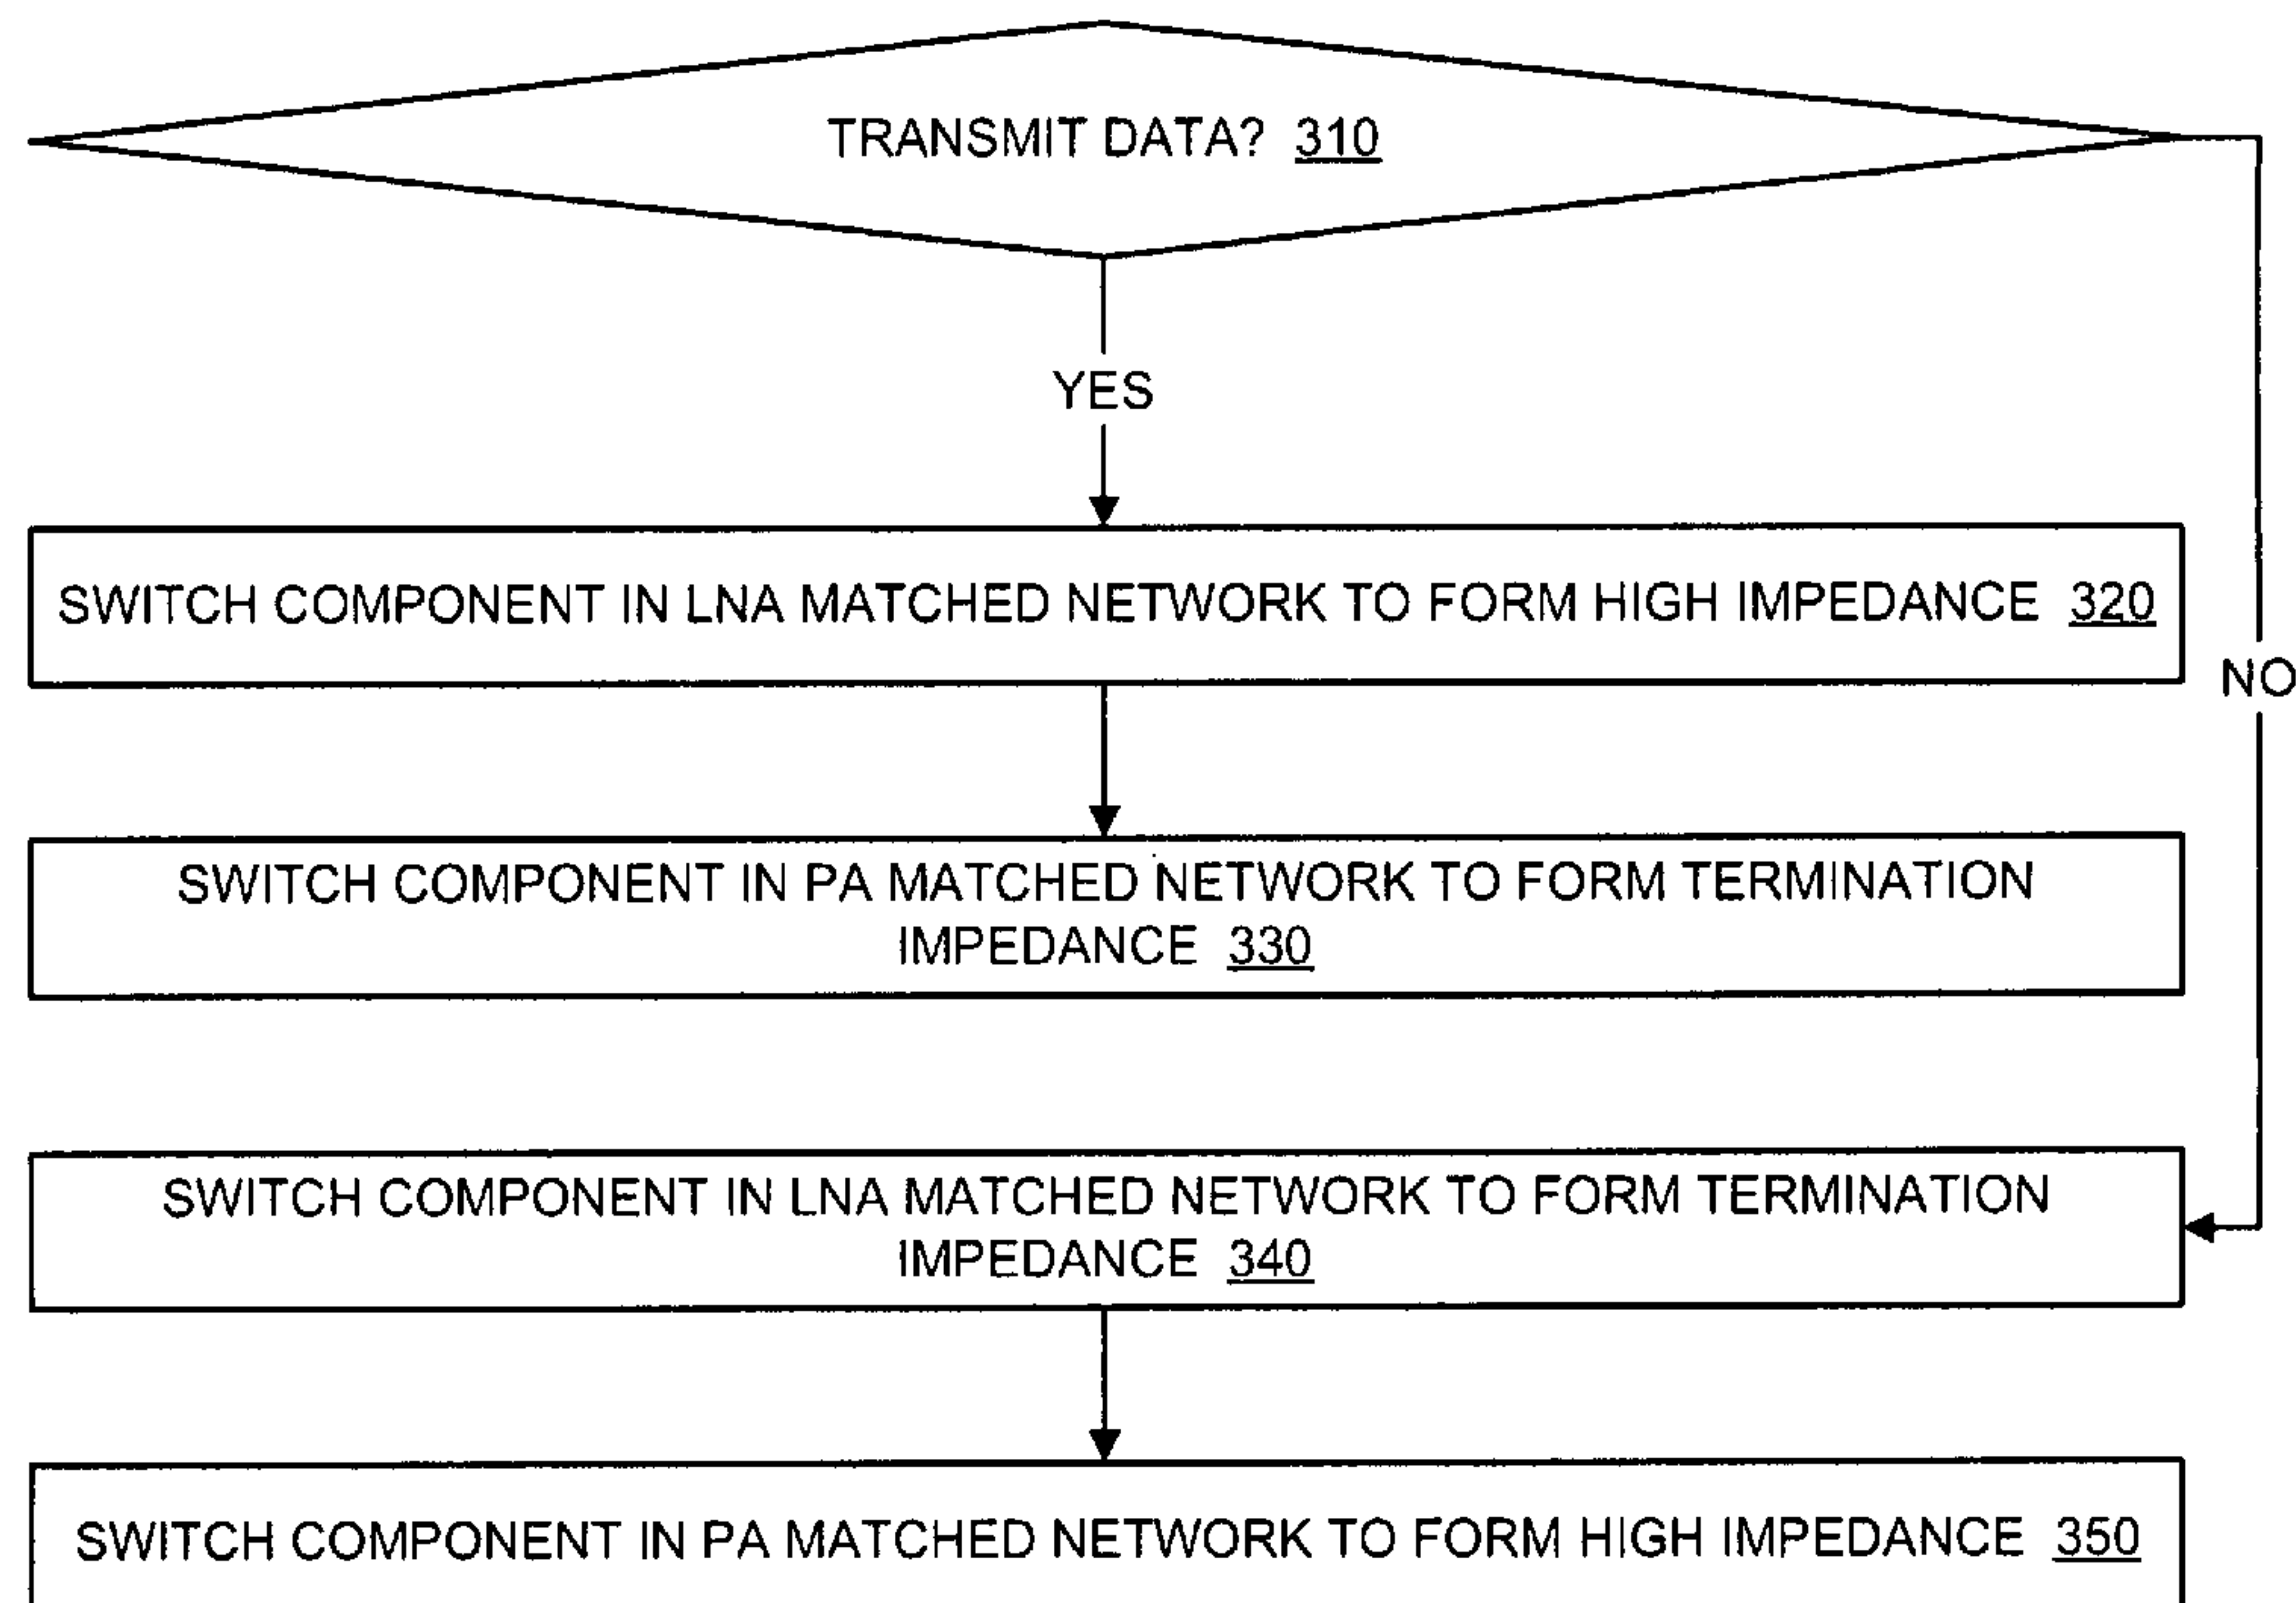 TRANSMIT DATA? 310
YES
SWITCH COMPONENT IN LNA MATCHED NETWORK TO FORM HIGH IMPEDANCE 320
NO
SWITCH COMPONENT IN PA MATCHED NETWORK TO FORM TERMINATION
IMPEDANCE 330
SWITCH COMPONENT IN LNA MATCHED NETWORK TO FORM TERMINATION
IMPEDANCE 340
SWITCH COMPONENT IN PA MATCHED NETWORK TO FORM HIGH IMPEDANCE 350